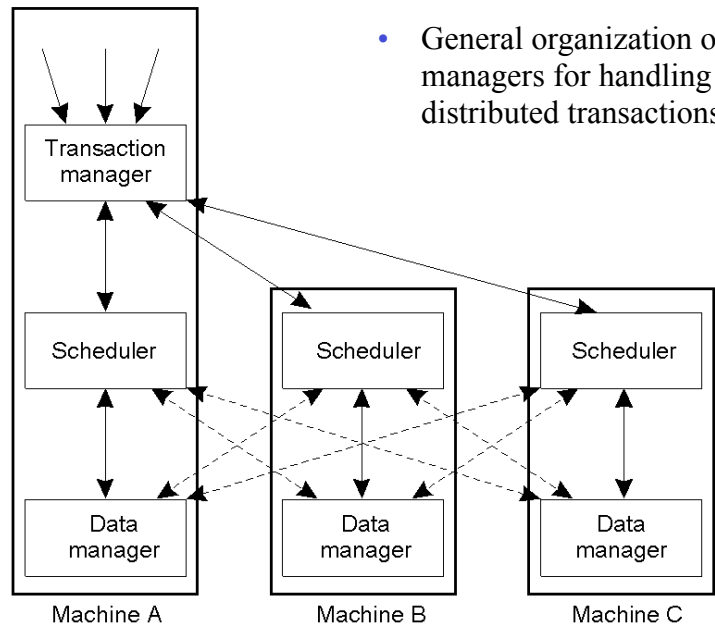 • General organization of
managers for handling
distributed transactions
Transaction
manager
Scheduler
Scheduler
Scheduler
Data
manager
Data
manager
Data
manager
Machine A
Machine B
Machine C